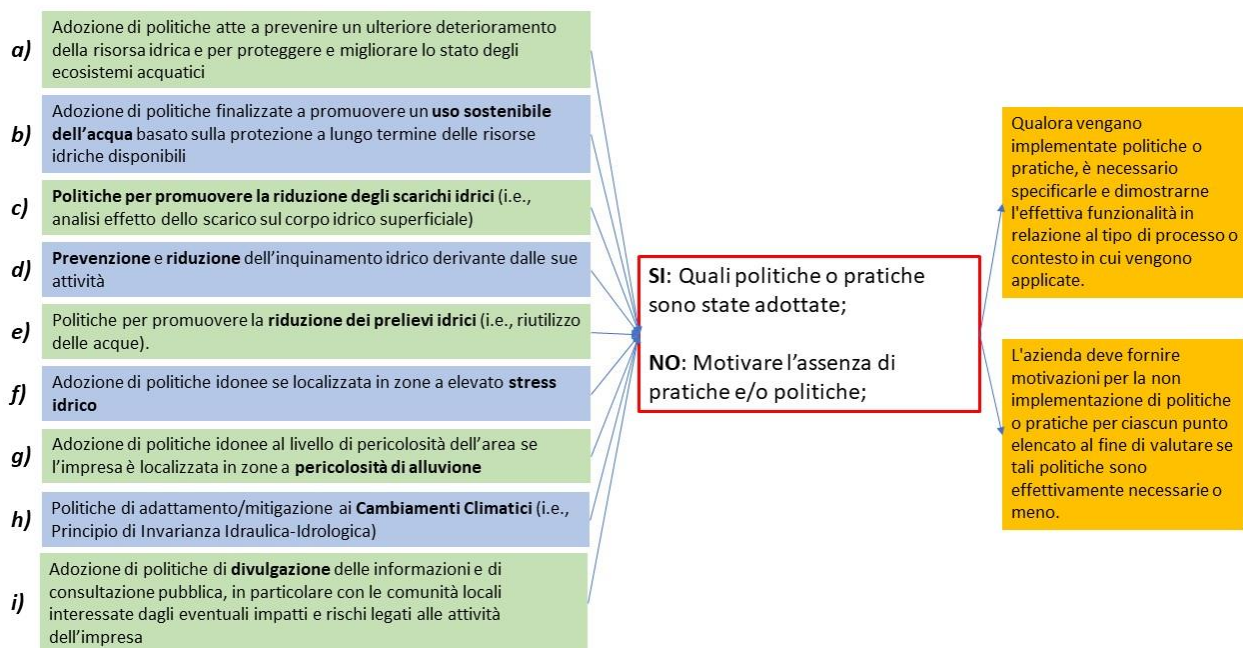 a)
Adozione di politiche atte a prevenire un ulteriore deterioramento
della risorsa idrica e per proteggere e migliorare lo stato degli
ecosistemi acquatici
b)
Adozione di politiche finalizzate a promuovere un uso sostenibile
dell’acqua basato sulla protezione a lungo termine delle risorse
idriche disponibili
c)
Politiche per promuovere la riduzione degli scarichi idrici (i.e.,
analisi effetto dello scarico sul corpo idrico superficiale)
d)
Prevenzione e riduzione dell’inquinamento idrico derivante dalle sue
attività
e)
Politiche per promuovere la riduzione dei prelievi idrici (i.e., riutilizzo
delle acque).
f)
Adozione di politiche idonee se localizzata in zone a elevato stress
idrico
g)
Adozione di politiche idonee al livello di pericolosità dell’area se
l’impresa è localizzata in zone a pericolosità di alluvione
h)
Politiche di adattamento/mitigazione ai Cambiamenti Climatici (i.e.,
Principio di Invarianza Idraulica-Idrologica)
i)
Adozione di politiche di divulgazione delle informazioni e di
consultazione pubblica, in particolare con le comunità locali
interessate dagli eventuali impatti e rischi legati alle attività
dell’impresa
SI: Quali politiche o pratiche
sono state adottate;
NO: Motivare l’assenza di
pratiche e/o politiche;
Qualora vengano
implementate politiche o
pratiche, è necessario
specificarle e dimostrarne
l'effettiva funzionalità in
relazione al tipo di processo o
contesto in cui vengono
applicate.
L'azienda deve fornire
motivazioni per la non
implementazione di politiche
o pratiche per ciascun punto
elencato al fine di valutare se
tali politiche sono
effettivamente necessarie o
meno.